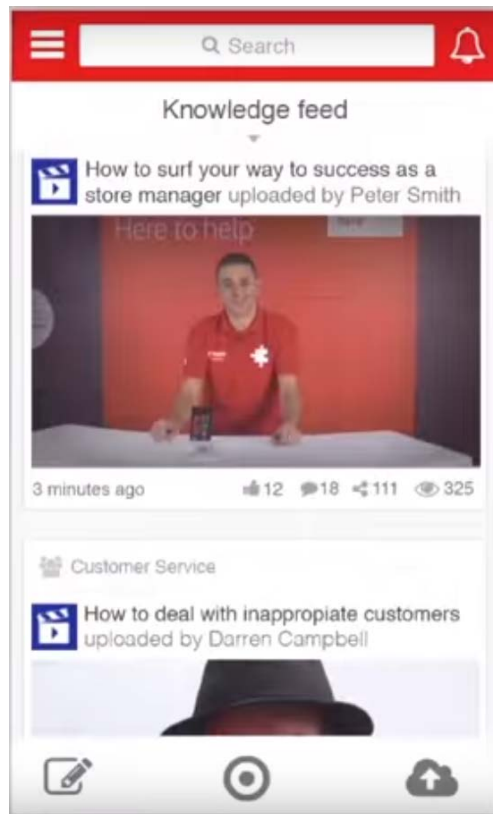 Search
Knowledge feed
How to surf your way to success as a
store manager uploaded by Peter Smith
Here to help
3 minutes ago 12 18 111 325
Customer Service
How to deal with inappropiate customers
uploaded by Darren Campbell